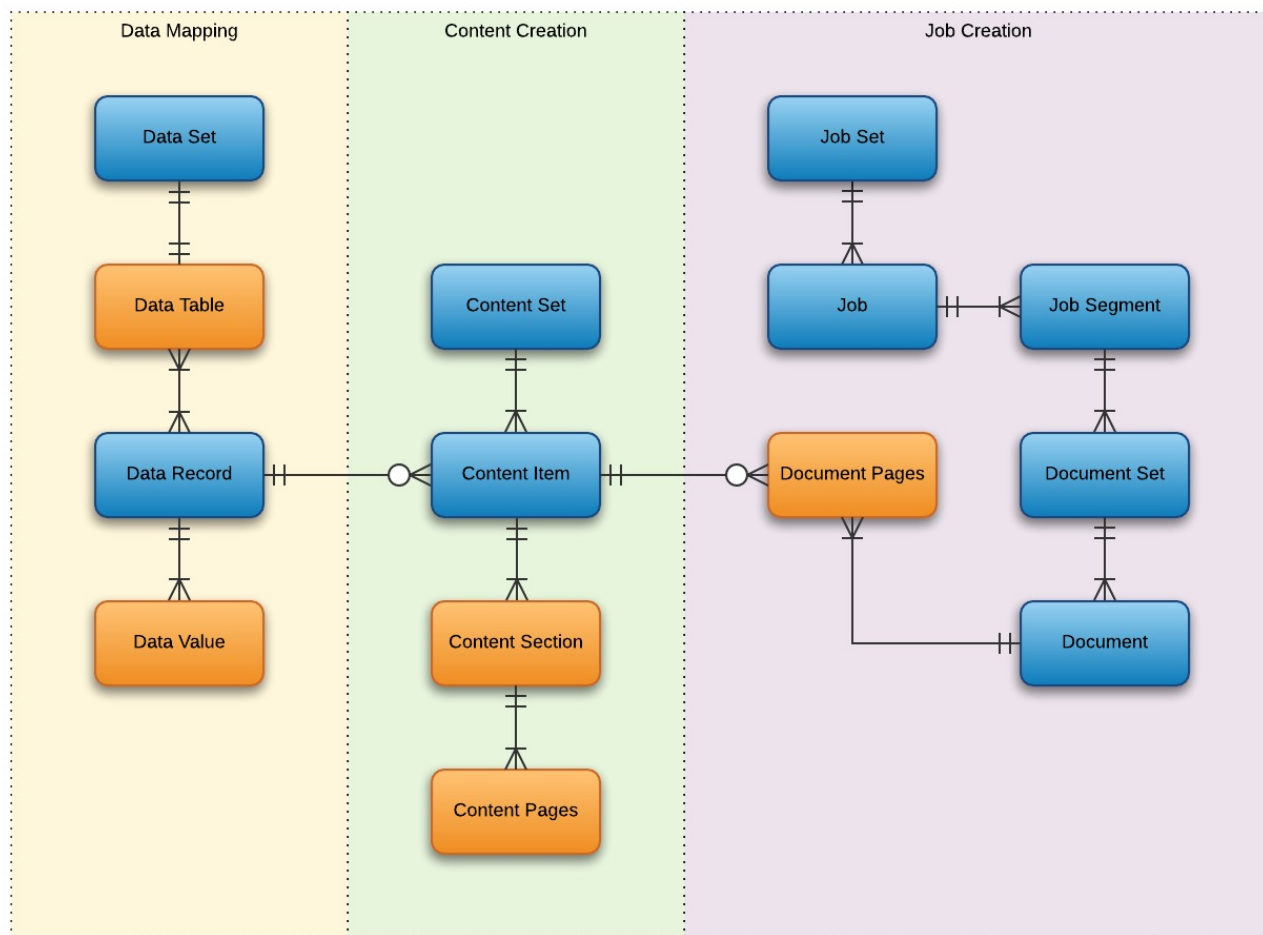 Data Mapping
Content Creation
Job Creation
Data Set
Job Set
Data Table
Content Set
Job
Job Segment
Data Record
Content Item
Document Pages
Document Set
Data Value
Content Section
Document
Content Pages